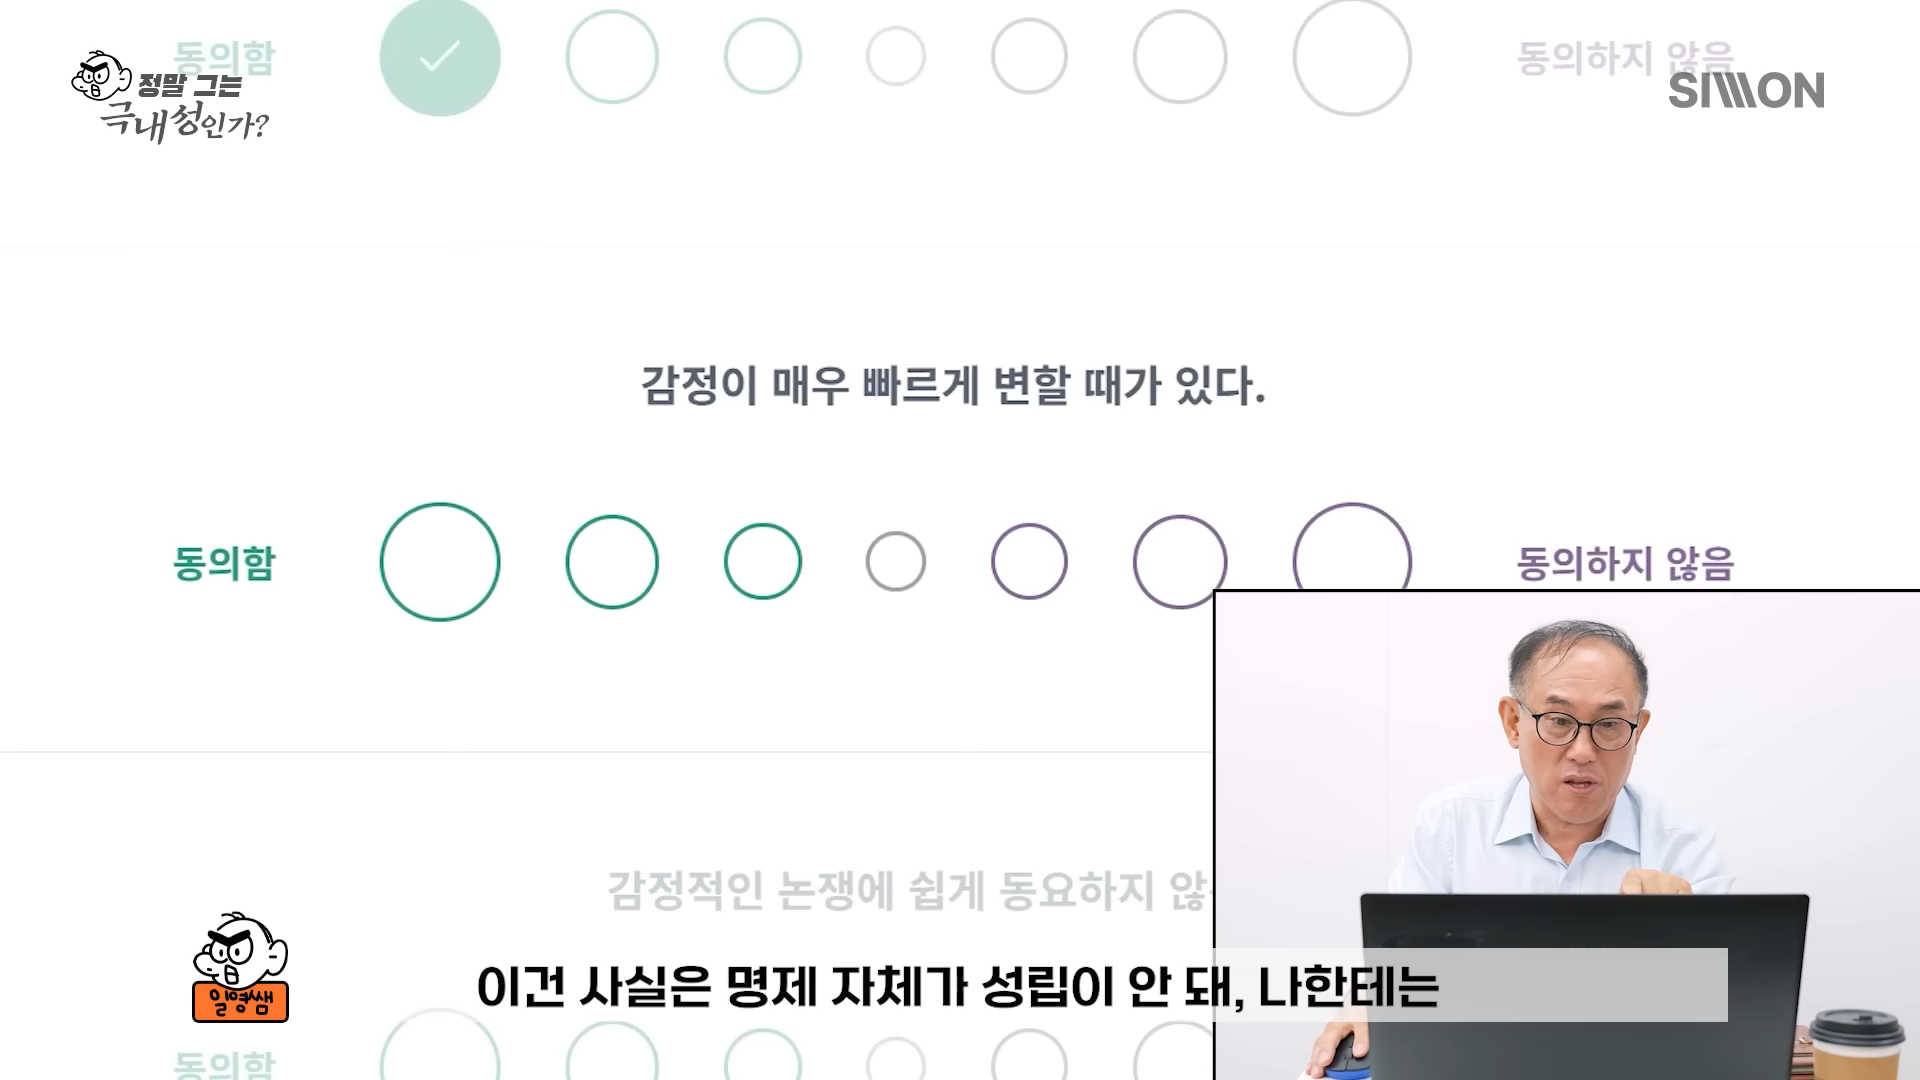 동의함
동의하지 않음
정말 그는
극내성인가?
SIMMON
감정이 매우 빠르게 변할 때가 있다.
동의함
동의하지 않음
감정적인 논쟁에 쉽게 동요하지 않
일영쌤
이건 사실은 명제 자체가 성립이 안 돼, 나한테는
동의함